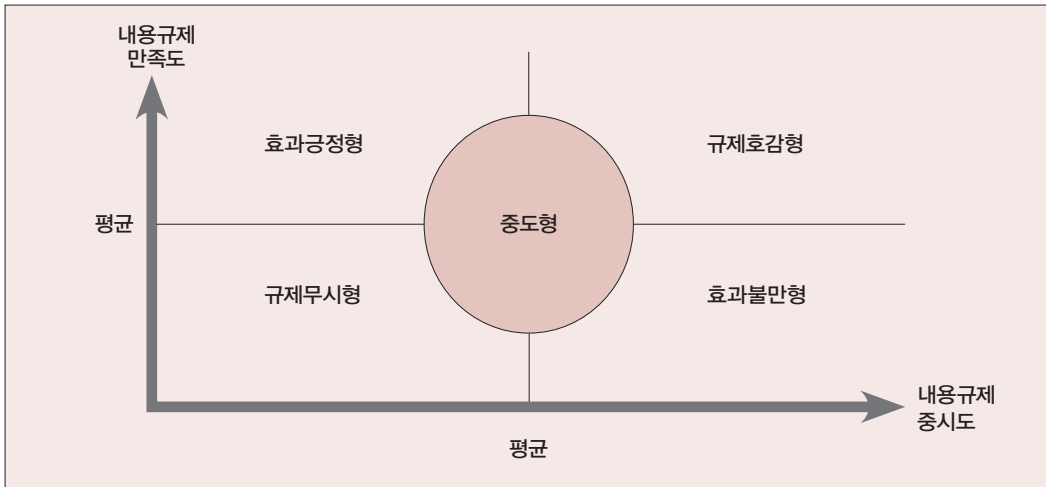 내용규제
만족도
효과긍정형
규제호감형
평균
중도형
규제무시형
효과불만형
내용규제
중시도
평균